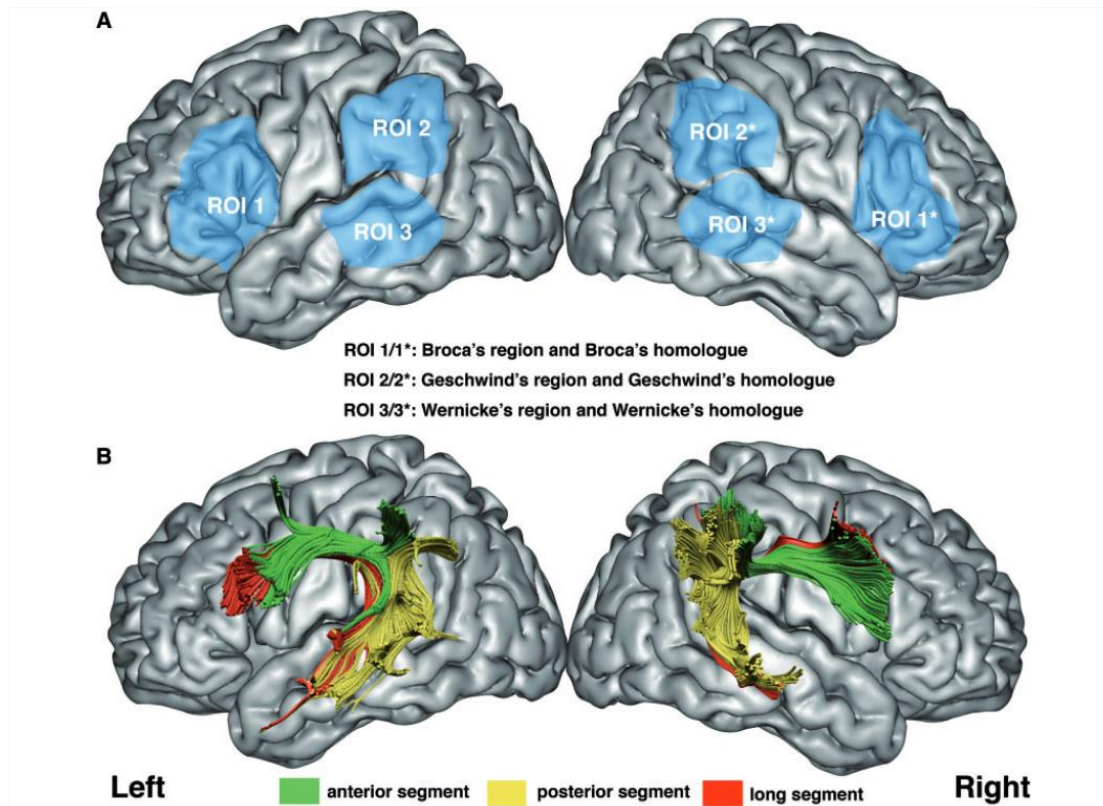 A
ROI 1
ROI 2
ROI 3
ROI 2*
ROI 3*
ROI 1*
ROI 1/1*: Broca's region and Broca's homologue
ROI 2/2*: Geschwind's region and Geschwind's homologue
ROI 3/3*: Wernicke's region and Wernicke's homologue
B
Left
anterior segment
posterior segment
long segment
Right